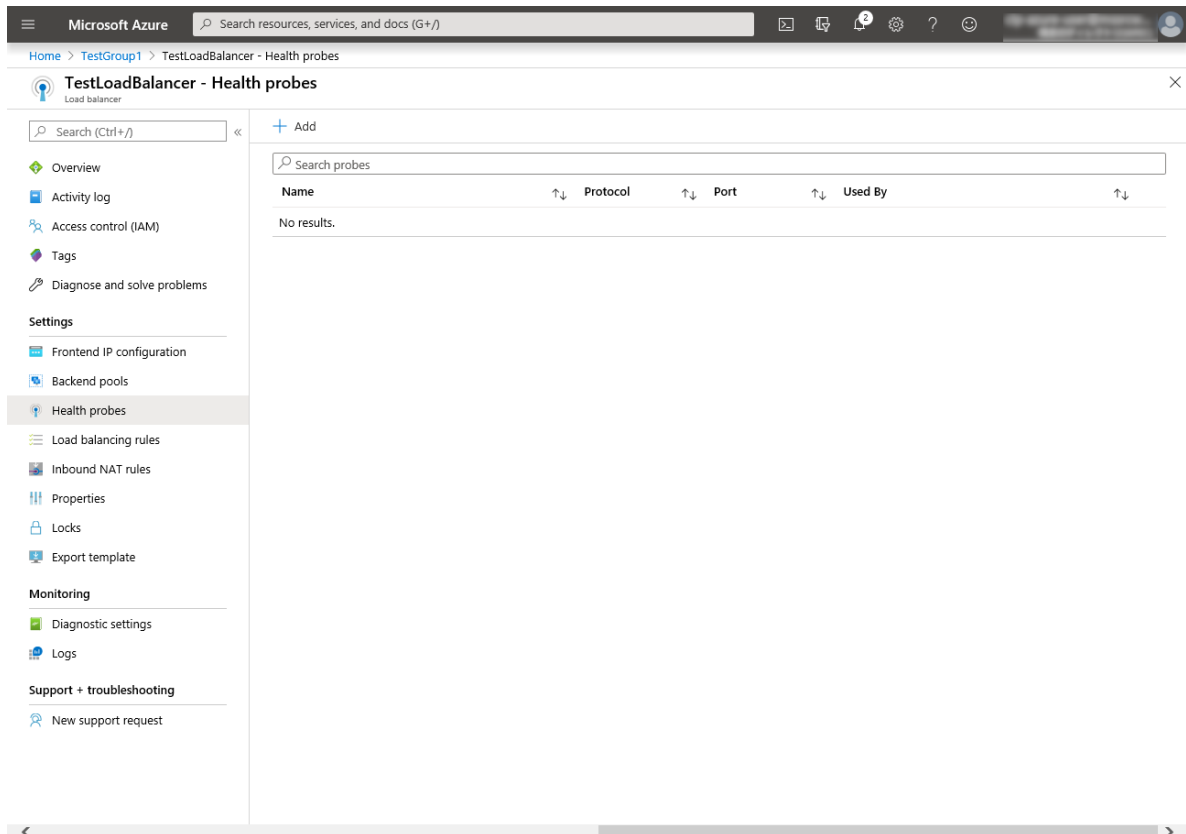 Microsoft Azure
Search resources, services, and docs (G+/)
2
Home > TestGroup1 > TestLoadBalancer - Health probes
TestLoadBalancer - Health probes
Load balancer
Search (Ctrl+/)
«
Add
Search probes
Name Protocol Port Used By
No results.
Overview
Activity log
Access control (IAM)
Tags
Diagnose and solve problems
Settings
Frontend IP configuration
Backend pools
Health probes
Load balancing rules
Inbound NAT rules
Properties
Locks
Export template
Monitoring
Diagnostic settings
Logs
Support + troubleshooting
New support request